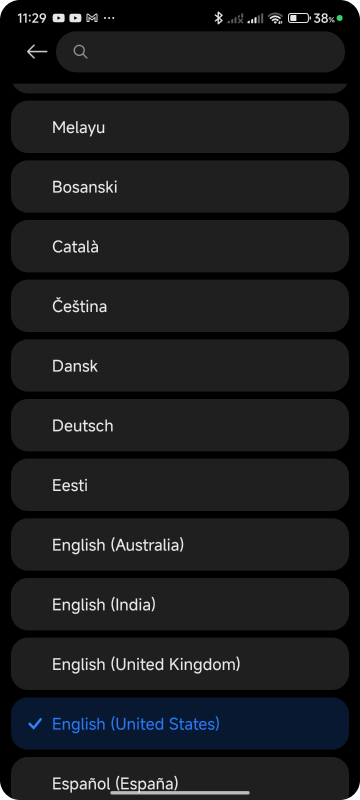 11:29
38%
Melayu
Bosanski
Català
Čeština
Dansk
Deutsch
Eesti
English (Australia)
English (India)
English (United Kingdom)
English (United States)
Español (España)